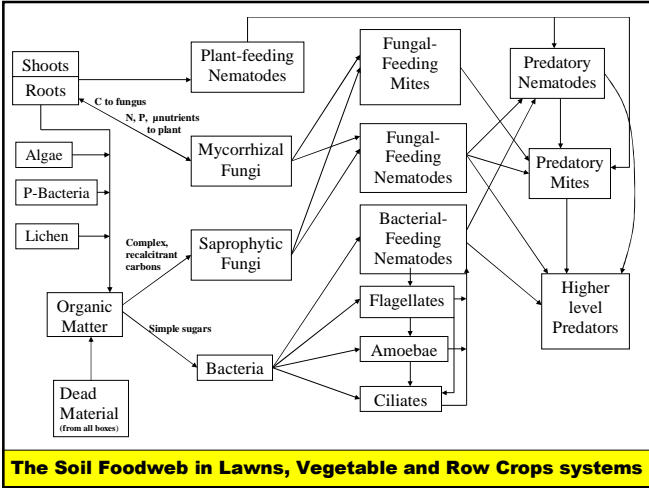 Shoots
Roots
Plant-feeding
Nematodes
Fungal-
Feeding
Mites
Predatory
Nematodes
C to fungus
N, P, µnutrients
to plant
Algae
P-Bacteria
Lichen
Mycorrhizal
Fungi
Fungal-
Feeding
Nematodes
Predatory
Mites
Complex,
recalcitrant
carbons
Saprophytic
Fungi
Bacterial-
Feeding
Nematodes
Organic
Matter
Simple sugars
Bacteria
Flagellates
Amoebae
Ciliates
Higher
level
Predators
Dead
Material
(from all boxes)
The Soil Foodweb in Lawns, Vegetable and Row Crops systems